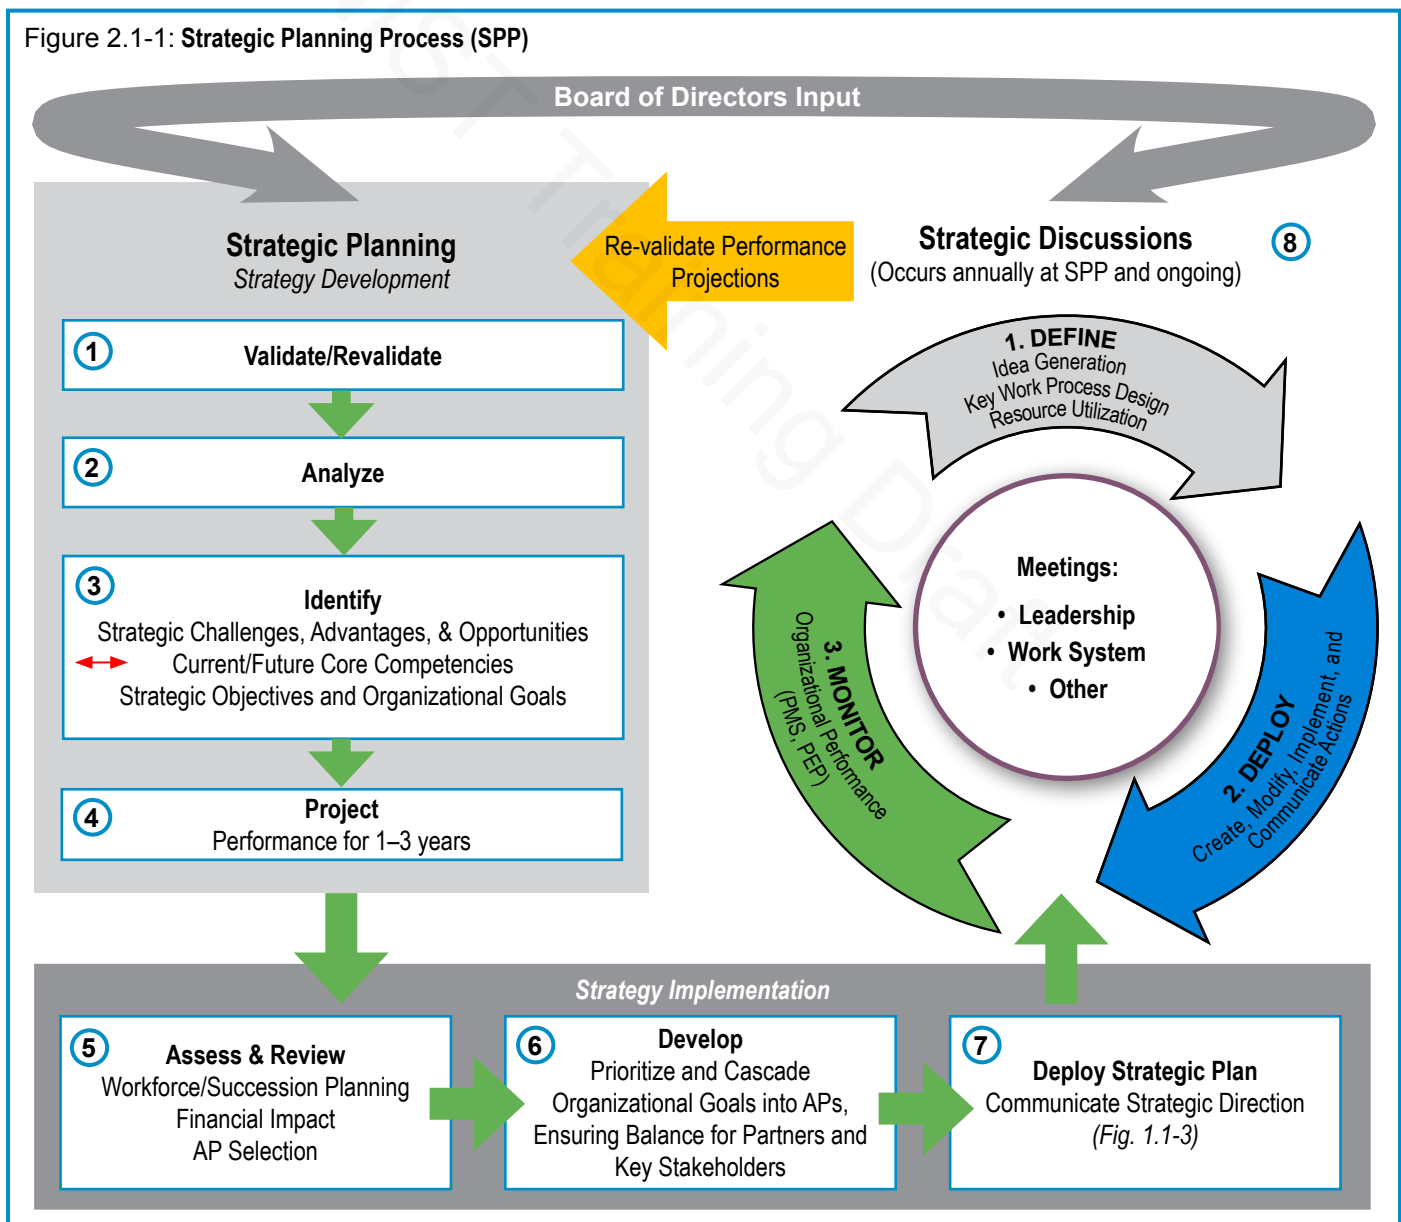 Figure 2.1-1: Strategic Planning Process (SPP)
Board of Directors Input
Strategic Planning
Strategy Development
Re-validate Performance
Projections
Strategic Discussions
(Occurs annually at SPP and ongoing)
8
1
Validate/Revalidate
2
Analyze
3
Identify
Strategic Challenges, Advantages, & Opportunities
Current/Future Core Competencies
Strategic Objectives and Organizational Goals
4
Project
Performance for 1–3 years
1. DEFINE
Idea Generation
Key Work Process Design
Resource Utilization
Meetings:
• Leadership
• Work System
• Other
2. DEPLOY
Create, Modify, Implement, and
Communicate Actions
3. MONITOR
Organizational Performance
(PMS, PEP)
Strategy Implementation
5
Assess & Review
Workforce/Succession Planning
Financial Impact
AP Selection
6
Develop
Prioritize and Cascade
Organizational Goals into APs,
Ensuring Balance for Partners and
Key Stakeholders
7
Deploy Strategic Plan
Communicate Strategic Direction
(Fig. 1.1-3)
NIST Training Draft